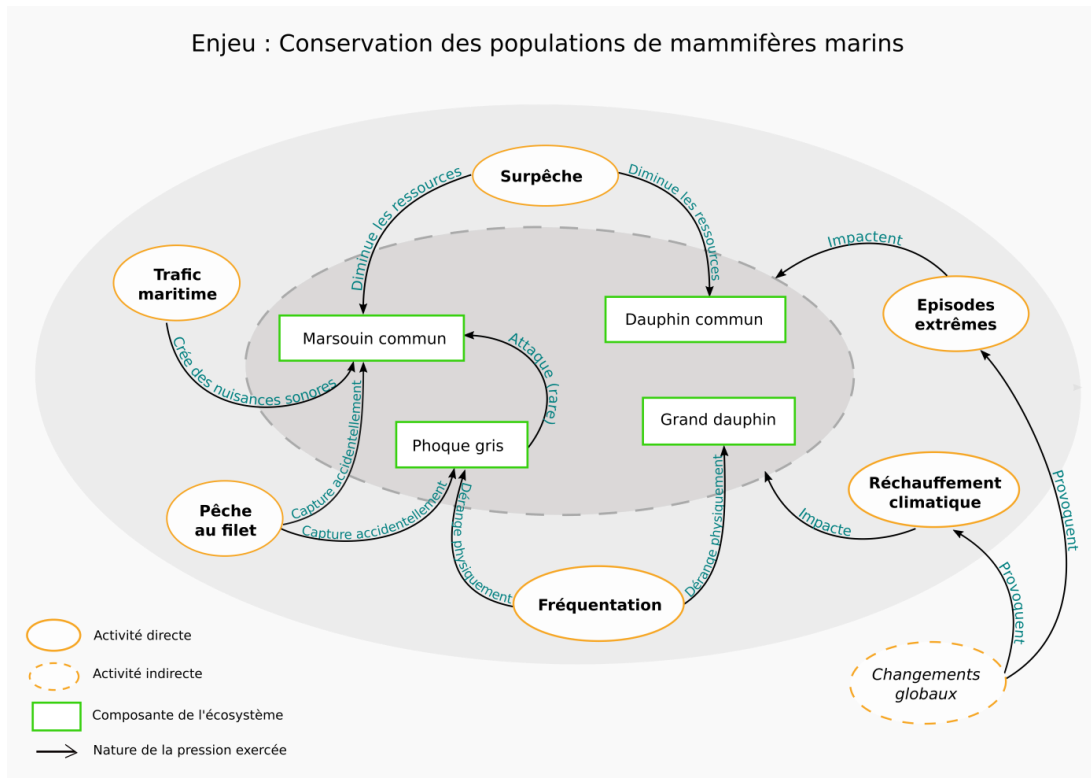 Enjeu : Conservation des populations de mammifères marins
Surpêche
Diminue les ressources
Diminue les ressources
Impactent
Trafic
maritime
Episodes
extrêmes
Marsouin commun
Dauphin commun
Crée des nuisances sonores
Attaque (rare)
Phoque gris
Grand dauphin
Capture accidentellement
Capture accidentellement
Pêche
au filet
Dérange physiquement
Dérange physiquement
Réchauffement
climatique
Impacte
Provoquent
Provoquent
Fréquentation
Changements
globaux
Activité directe
Activité indirecte
Composante de l'écosystème
Nature de la pression exercée